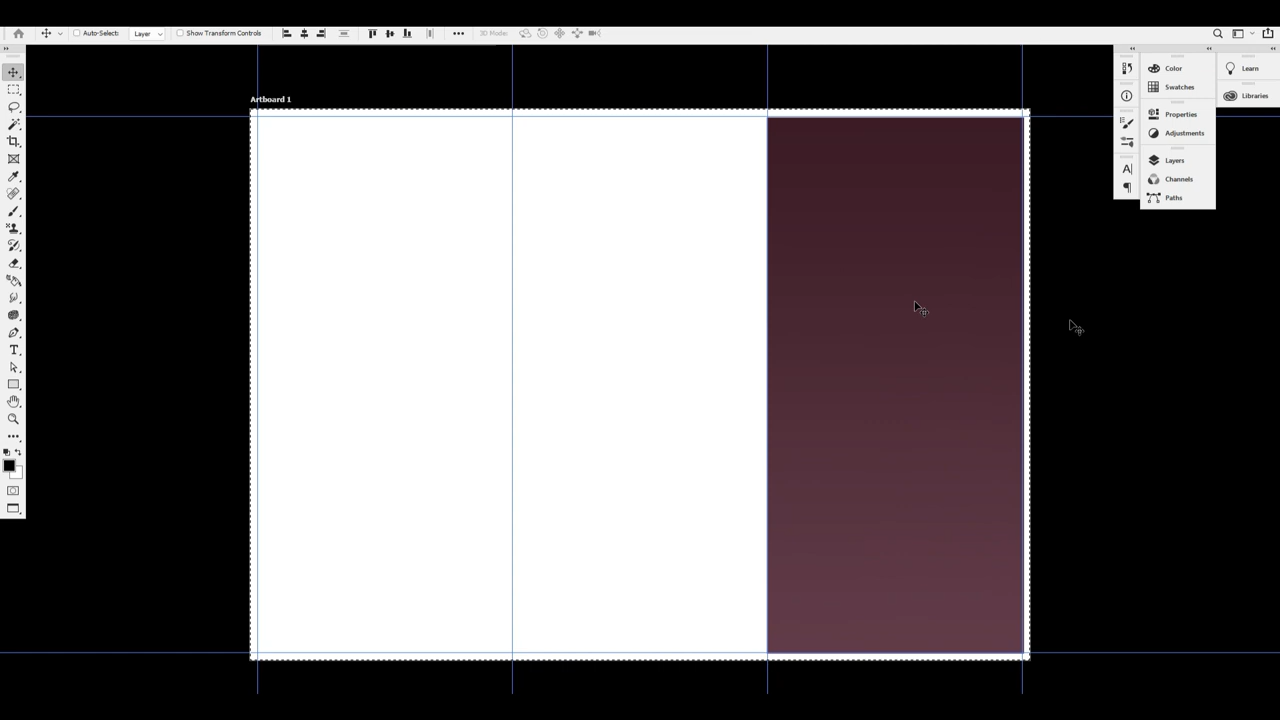 Auto-Select:
Layer
Show Transform Controls
3D Mode:
Artboard 1
Color
Swatches
Properties
Adjustments
Layers
Channels
Paths
Learn
Libraries